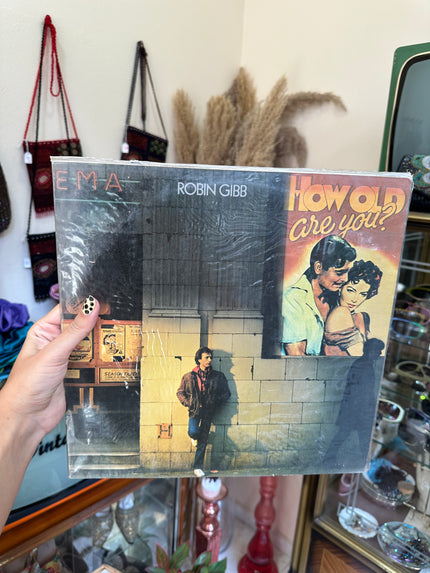 EMA
ROBIN GIBB
HOW OLD
are you?